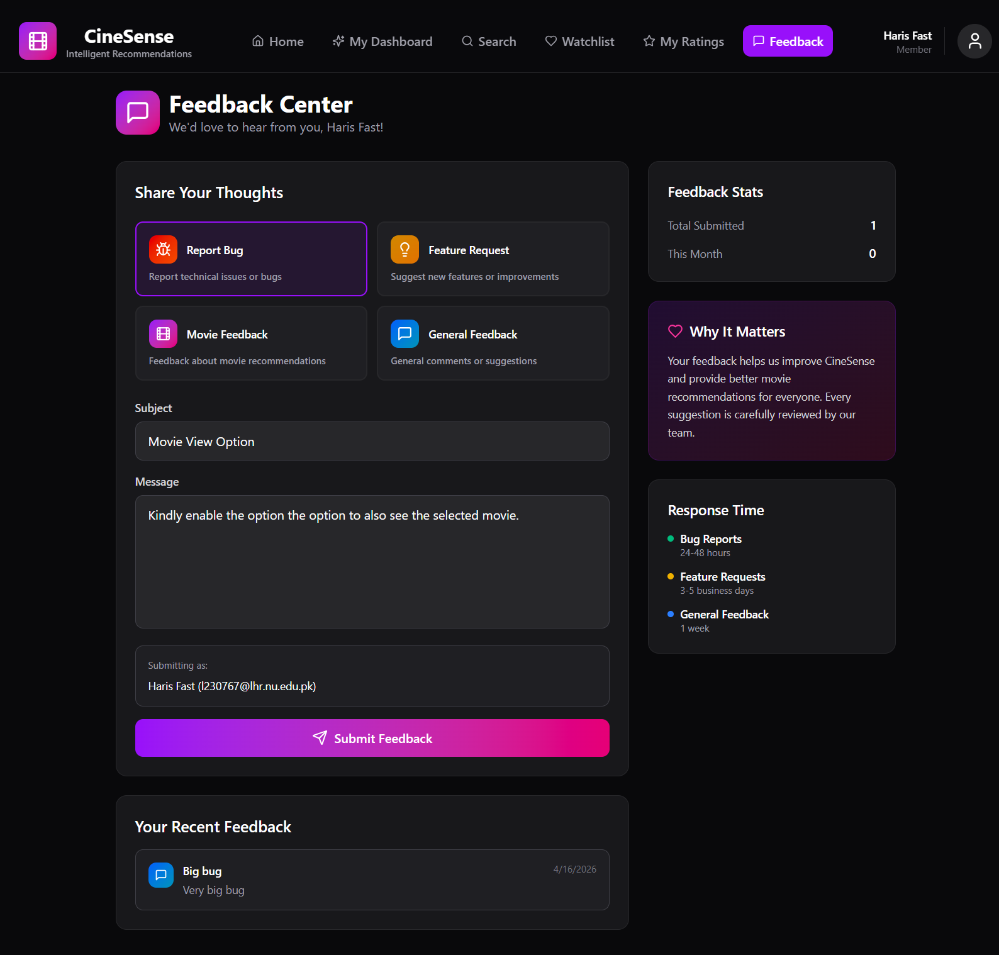 CineSense
Intelligent Recommendations
Home
My Dashboard
Search
Watchlist
My Ratings
Feedback
Haris Fast
Member
Feedback Center
We'd love to hear from you, Haris Fast!
Share Your Thoughts
Report Bug
Report technical issues or bugs
Feature Request
Suggest new features or improvements
Movie Feedback
Feedback about movie recommendations
General Feedback
General comments or suggestions
Subject
Movie View Option
Message
Kindly enable the option the option to also see the selected movie.
Submitting as:
Haris Fast (l230767@lhr.nu.edu.pk)
Submit Feedback
Your Recent Feedback
Big bug
4/16/2026
Very big bug
Feedback Stats
Total Submitted 1
This Month 0
Why It Matters
Your feedback helps us improve CineSense
and provide better movie
recommendations for everyone. Every
suggestion is carefully reviewed by our
team.
Response Time
Bug Reports
24-48 hours
Feature Requests
3-5 business days
General Feedback
1 week